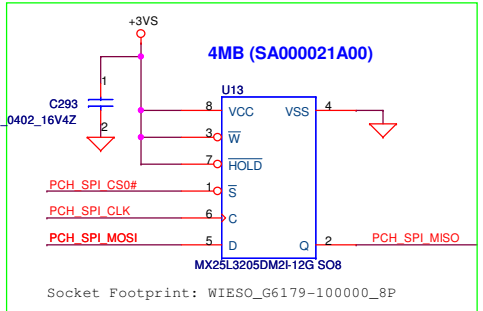 +3VS
4MB (SA000021A00)
U13
1
C293
_0402_16V4Z
2
8 VCC VSS 4
3 W
7 HOLD
PCH_SPI_CS0# 1 S
PCH_SPI_CLK 6 C
PCH_SPI_MOSI 5 D Q 2 PCH_SPI_MISO
MX25L3205DM2I-12G SO8
Socket Footprint: WIESO_G6179-100000_8P